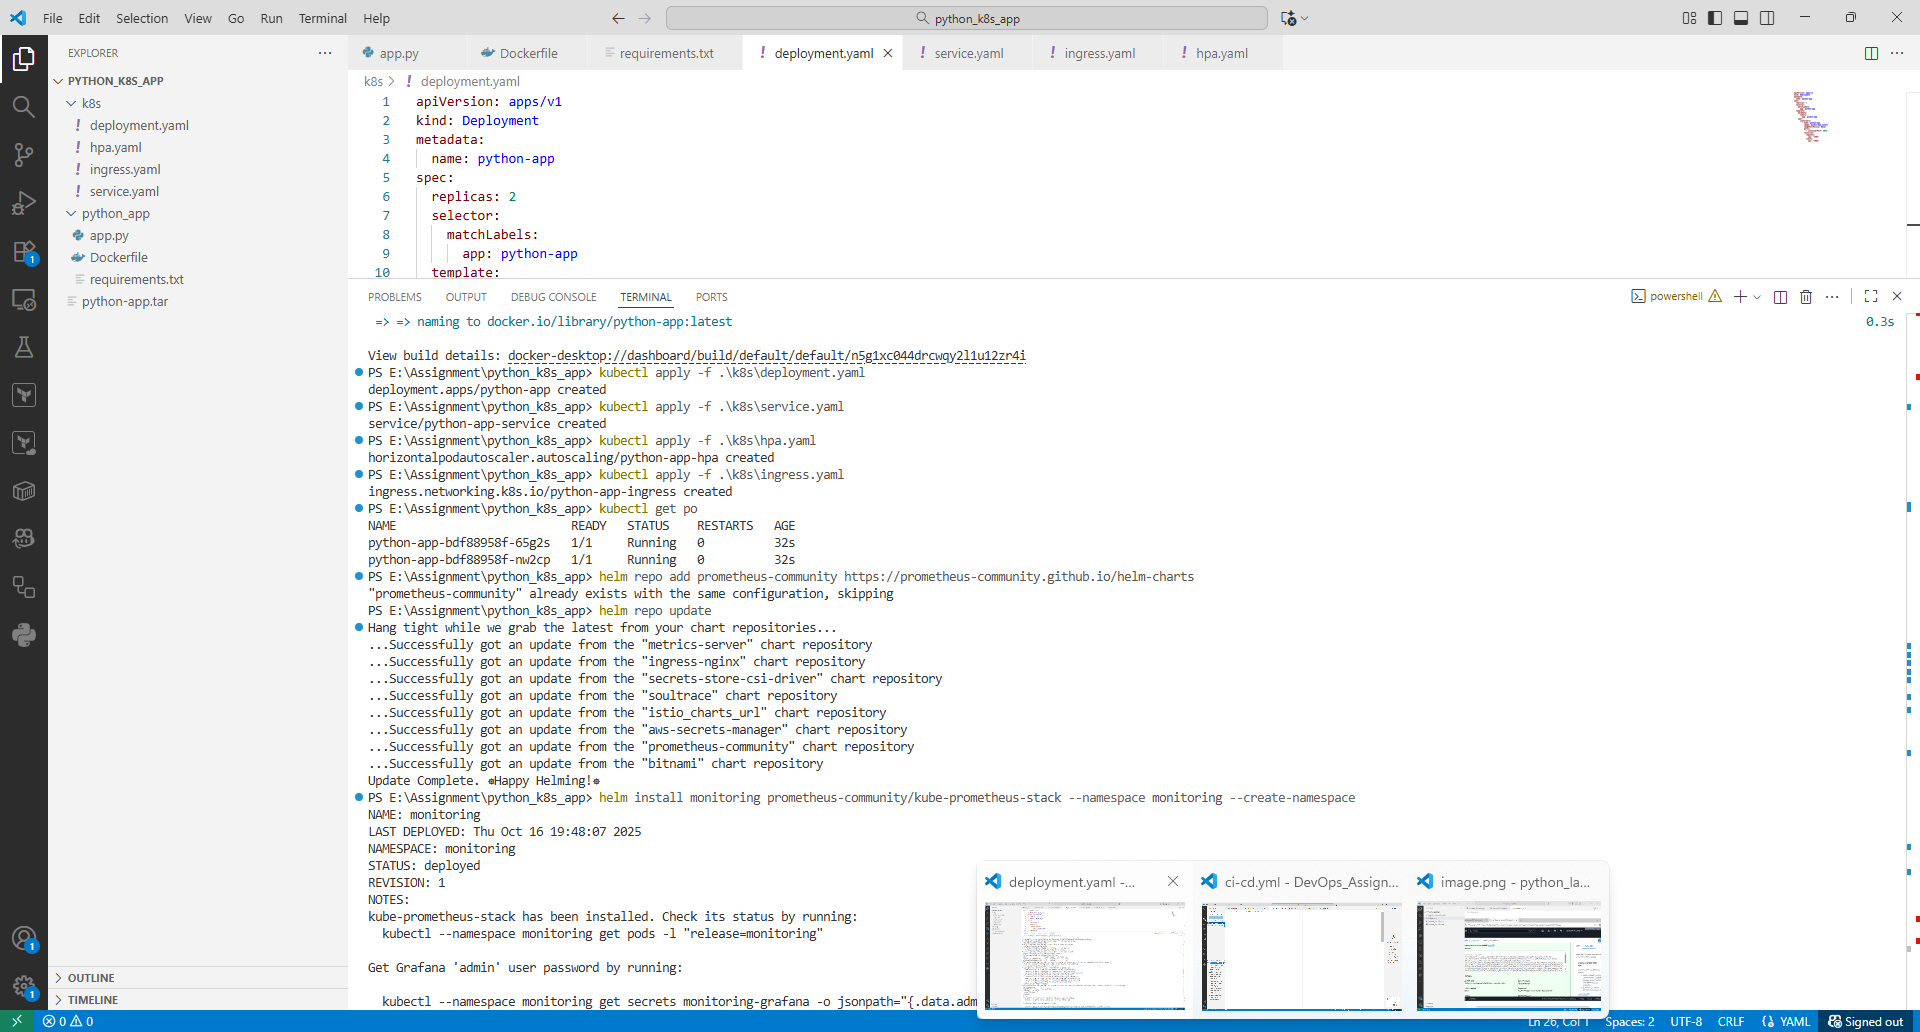 File Edit Selection View Go Run Terminal Help
python_k8s_app
EXPLORER
PYTHON_K8S_APP
k8s
deployment.yaml
hpa.yaml
ingress.yaml
service.yaml
python_app
app.py
Dockerfile
requirements.txt
python-app.tar
OUTLINE
TIMELINE
1
1
1
app.py Dockerfile requirements.txt deployment.yaml service.yaml ingress.yaml hpa.yaml
k8s > deployment.yaml
1 apiVersion: apps/v1
2 kind: Deployment
3 metadata:
4 name: python-app
5 spec:
6 replicas: 2
7 selector:
8 matchLabels:
9 app: python-app
10 template:
PROBLEMS OUTPUT DEBUG CONSOLE TERMINAL PORTS
powershell
=> => naming to docker.io/library/python-app:latest 0.3s
View build details: docker-desktop://dashboard/build/default/default/n5g1xc044drcwqy2l1u12zr4i
PS E:\Assignment\python_k8s_app> kubectl apply -f .\k8s\deployment.yaml
deployment.apps/python-app created
PS E:\Assignment\python_k8s_app> kubectl apply -f .\k8s\service.yaml
service/python-app-service created
PS E:\Assignment\python_k8s_app> kubectl apply -f .\k8s\hpa.yaml
horizontalpodautoscaler.autoscaling/python-app-hpa created
PS E:\Assignment\python_k8s_app> kubectl apply -f .\k8s\ingress.yaml
ingress.networking.k8s.io/python-app-ingress created
PS E:\Assignment\python_k8s_app> kubectl get po
NAME READY STATUS RESTARTS AGE
python-app-bdf88958f-65g2s 1/1 Running 0 32s
python-app-bdf88958f-nw2cp 1/1 Running 0 32s
PS E:\Assignment\python_k8s_app> helm repo add prometheus-community https://prometheus-community.github.io/helm-charts
"prometheus-community" already exists with the same configuration, skipping
PS E:\Assignment\python_k8s_app> helm repo update
Hang tight while we grab the latest from your chart repositories...
...Successfully got an update from the "metrics-server" chart repository
...Successfully got an update from the "ingress-nginx" chart repository
...Successfully got an update from the "secrets-store-csi-driver" chart repository
...Successfully got an update from the "soultrace" chart repository
...Successfully got an update from the "istio_charts_url" chart repository
...Successfully got an update from the "aws-secrets-manager" chart repository
...Successfully got an update from the "prometheus-community" chart repository
...Successfully got an update from the "bitnami" chart repository
Update Complete. ⎈Happy Helming!⎈
PS E:\Assignment\python_k8s_app> helm install monitoring prometheus-community/kube-prometheus-stack --namespace monitoring --create-namespace
NAME: monitoring
LAST DEPLOYED: Thu Oct 16 19:48:07 2025
NAMESPACE: monitoring
STATUS: deployed
REVISION: 1
NOTES:
kube-prometheus-stack has been installed. Check its status by running:
kubectl --namespace monitoring get pods -l "release=monitoring"
Get Grafana 'admin' user password by running:
kubectl --namespace monitoring get secrets monitoring-grafana -o jsonpath="{.data.adm
deployment.yaml -...
ci-cd.yml - DevOps_Assign...
image.png - python_la...
0 0
Ln 26, Col 1 Spaces: 2 UTF-8 CRLF YAML Signed out